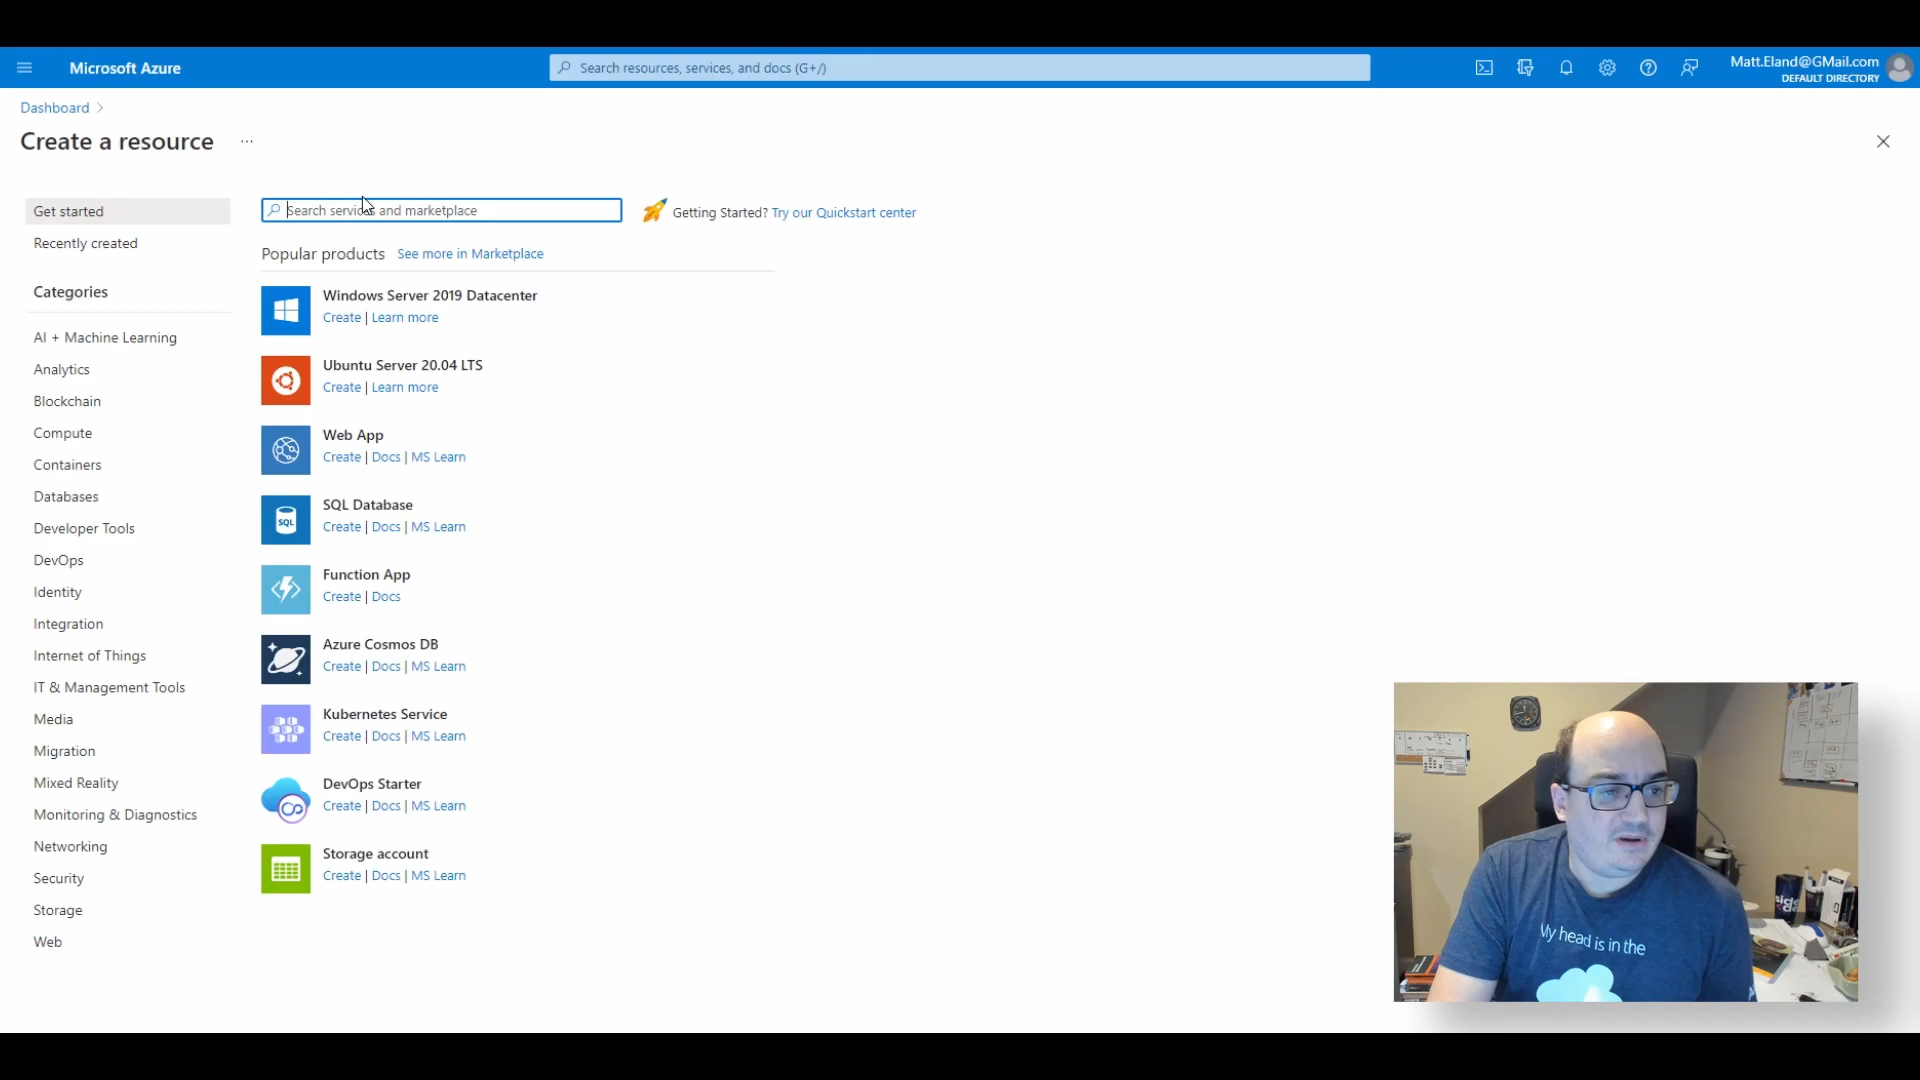 Microsoft Azure
Search resources, services, and docs (G+/)
Matt.Eland@GMail.com
DEFAULT DIRECTORY
Dashboard >
Create a resource ...
Get started
Recently created
Categories
AI + Machine Learning
Analytics
Blockchain
Compute
Containers
Databases
Developer Tools
DevOps
Identity
Integration
Internet of Things
IT & Management Tools
Media
Migration
Mixed Reality
Monitoring & Diagnostics
Networking
Security
Storage
Web
Search services and marketplace
Getting Started? Try our Quickstart center
Popular products See more in Marketplace
Windows Server 2019 Datacenter
Create | Learn more
Ubuntu Server 20.04 LTS
Create | Learn more
Web App
Create | Docs | MS Learn
SQL
SQL Database
Create | Docs | MS Learn
Function App
Create | Docs
Azure Cosmos DB
Create | Docs | MS Learn
Kubernetes Service
Create | Docs | MS Learn
DevOps Starter
Create | Docs | MS Learn
Storage account
Create | Docs | MS Learn
My head is in the